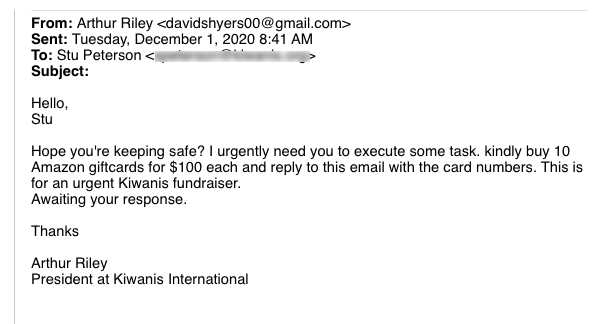 From: Arthur Riley <davidshyers00@gmail.com>
Sent: Tuesday, December 1, 2020 8:41 AM
To: Stu Peterson < >
Subject:
Hello,
Stu
Hope you're keeping safe? I urgently need you to execute some task. kindly buy 10
Amazon giftcards for $100 each and reply to this email with the card numbers. This is
for an urgent Kiwanis fundraiser.
Awaiting your response.
Thanks
Arthur Riley
President at Kiwanis International